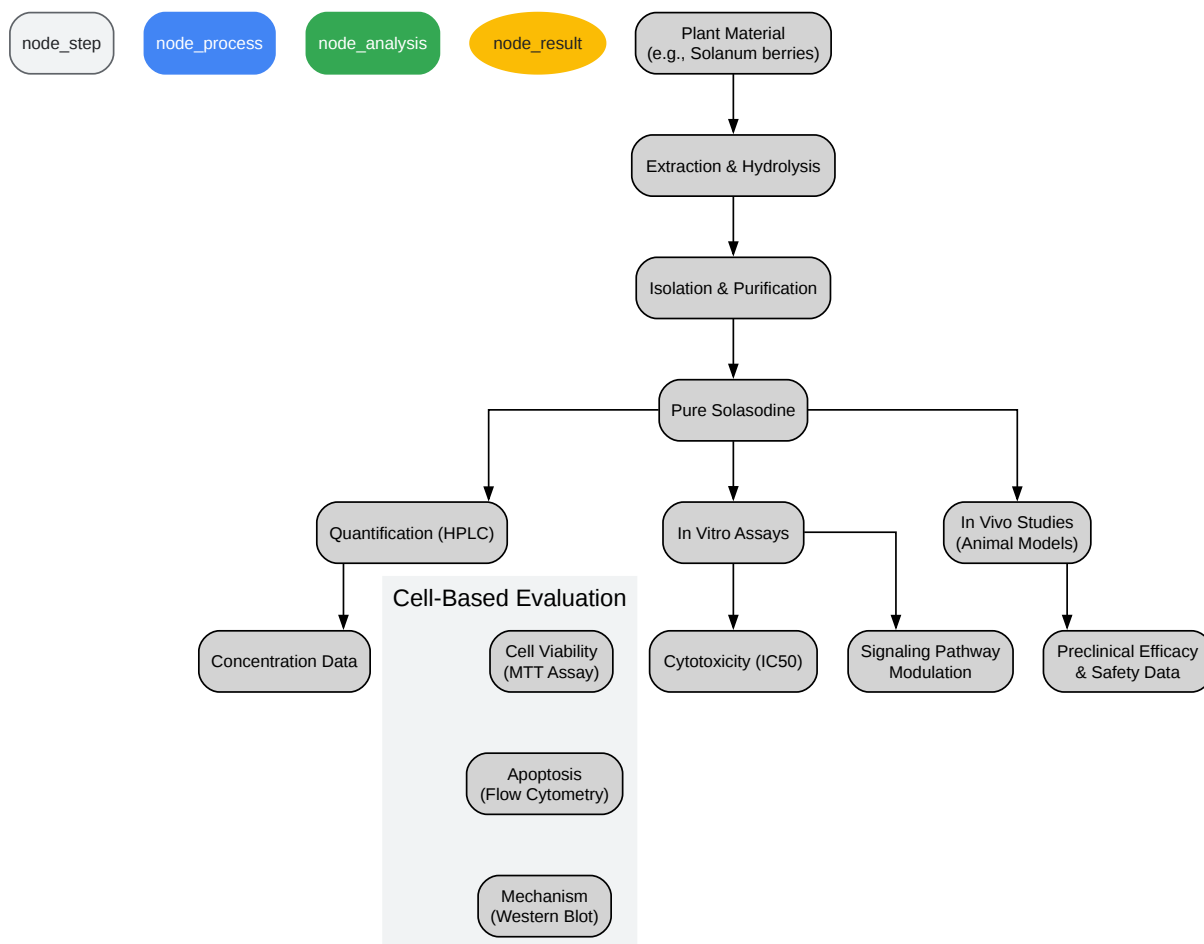 node_step
node_process
node_analysis
node_result
Plant Material
(e.g., Solanum berries)
Extraction & Hydrolysis
Isolation & Purification
Pure Solasodine
Quantification (HPLC)
In Vitro Assays
In Vivo Studies
(Animal Models)
Cell-Based Evaluation
Concentration Data
Cell Viability
(MTT Assay)
Cytotoxicity (IC50)
Signaling Pathway
Modulation
Preclinical Efficacy
& Safety Data
Apoptosis
(Flow Cytometry)
Mechanism
(Western Blot)